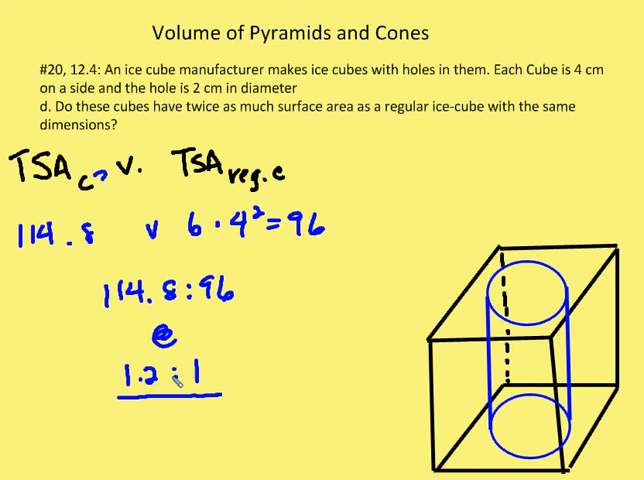 Volume of Pyramids and Cones
#20, 12.4: An ice cube manufacturer makes ice cubes with holes in them. Each Cube is 4 cm
on a side and the hole is 2 cm in diameter
d. Do these cubes have twice as much surface area as a regular ice-cube with the same
dimensions?
TSA c v. TSA reg.c
114.8 v 6 · 4² = 96
114.8 : 96
1.2 : 1